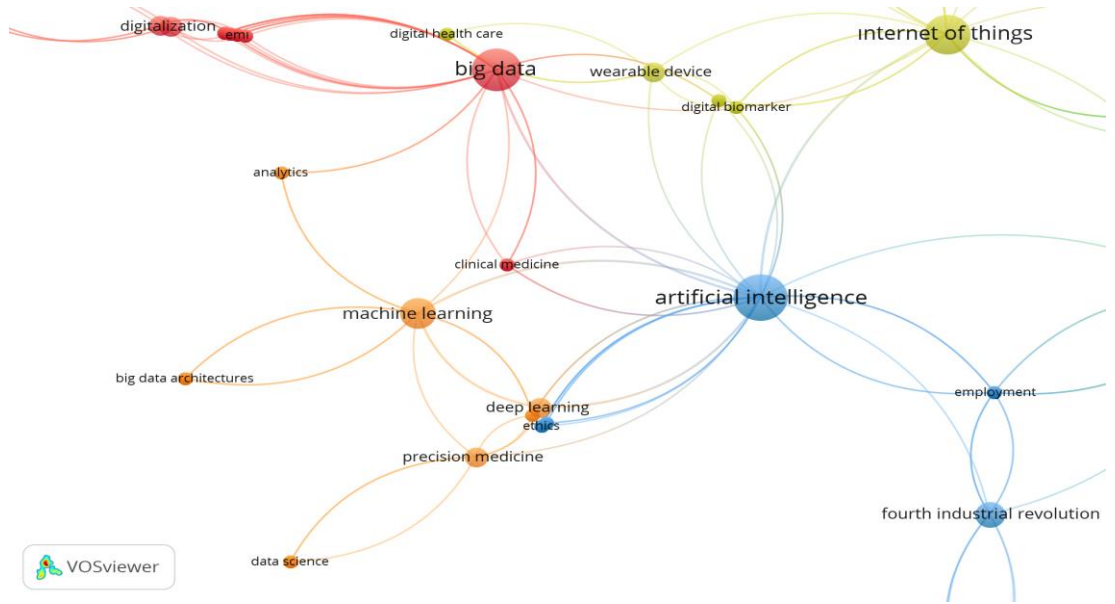 digitalization
emi
digital health care
internet of things
big data
wearable device
digital biomarker
analytics
clinical medicine
artificial intelligence
machine learning
big data architectures
employment
deep learning
ethics
precision medicine
fourth industrial revolution
data science
VOSviewer